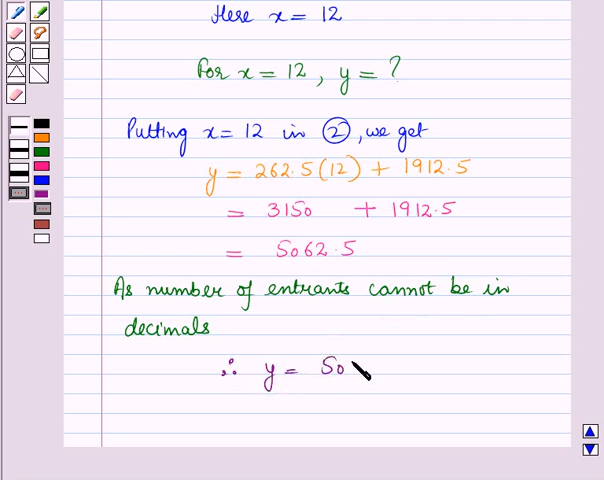 Here x = 12
For x = 12 , y = ?
Putting x = 12 in ② , we get
y = 262.5 (12) + 1912.5
= 3150 + 1912.5
= 5062.5
As number of entrants cannot be in
decimals
∴ y = 50